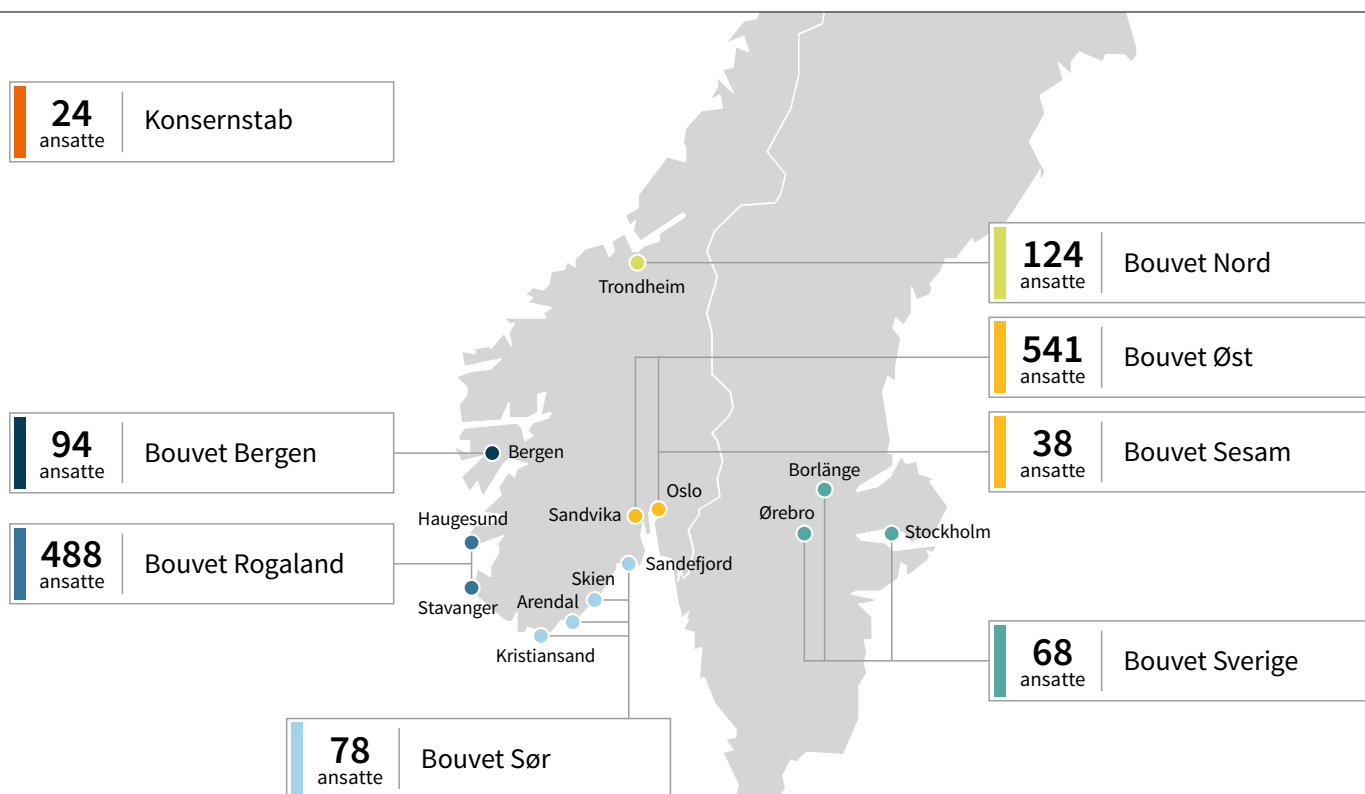 24
ansatte
Konsernstab
124
ansatte
Bouvet Nord
Trondheim
541
ansatte
Bouvet Øst
94
ansatte
Bouvet Bergen
Bergen
38
ansatte
Bouvet Sesam
Borlänge
Oslo
Sandvika
Ørebro
Stockholm
Haugesund
488
ansatte
Bouvet Rogaland
Sandefjord
Skien
Arendal
Stavanger
Kristiansand
68
ansatte
Bouvet Sverige
78
ansatte
Bouvet Sør